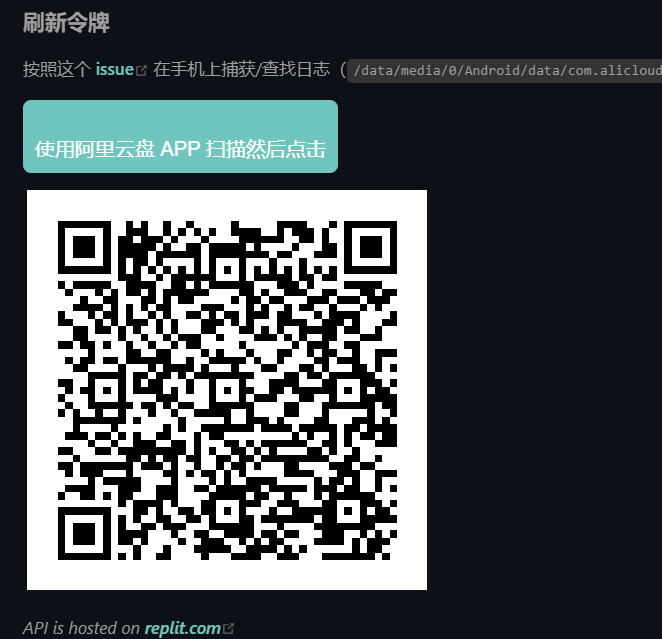 刷新令牌
按照这个 issue 在手机上捕获/查找日志（/data/media/0/Android/data/com.alicloud
使用阿里云盘 APP 扫描然后点击
API is hosted on replit.com